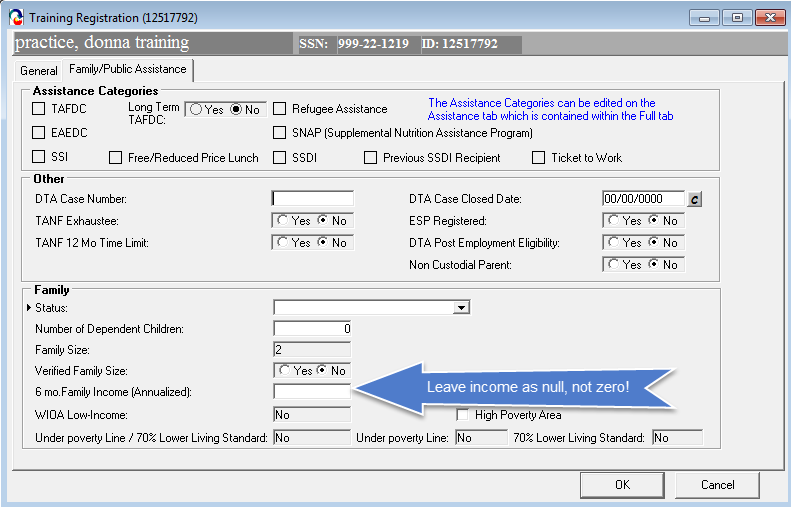 Training Registration (12517792)
practice, donna training SSN: 999-22-1219 ID: 12517792
General Family/Public Assistance
Assistance Categories
TAFDC Long Term TAFDC: Yes No Refugee Assistance
The Assistance Categories can be edited on the
Assistance tab which is contained within the Full tab
EAEDC SNAP (Supplemental Nutrition Assistance Program)
SSI Free/Reduced Price Lunch SSDI Previous SSDI Recipient Ticket to Work
Other
DTA Case Number: DTA Case Closed Date: 00/00/0000 C
TANF Exhaustee: Yes No ESP Registered: Yes No
TANF 12 Mo Time Limit: Yes No DTA Post Employment Eligibility: Yes No
Non Custodial Parent: Yes No
Family
Status:
Number of Dependent Children: 0
Family Size: 2
Verified Family Size: Yes No
6 mo.Family Income (Annualized): Leave income as null, not zero!
WIOA Low-Income: No High Poverty Area
Under poverty Line / 70% Lower Living Standard: No Under poverty Line: No 70% Lower Living Standard: No
OK Cancel